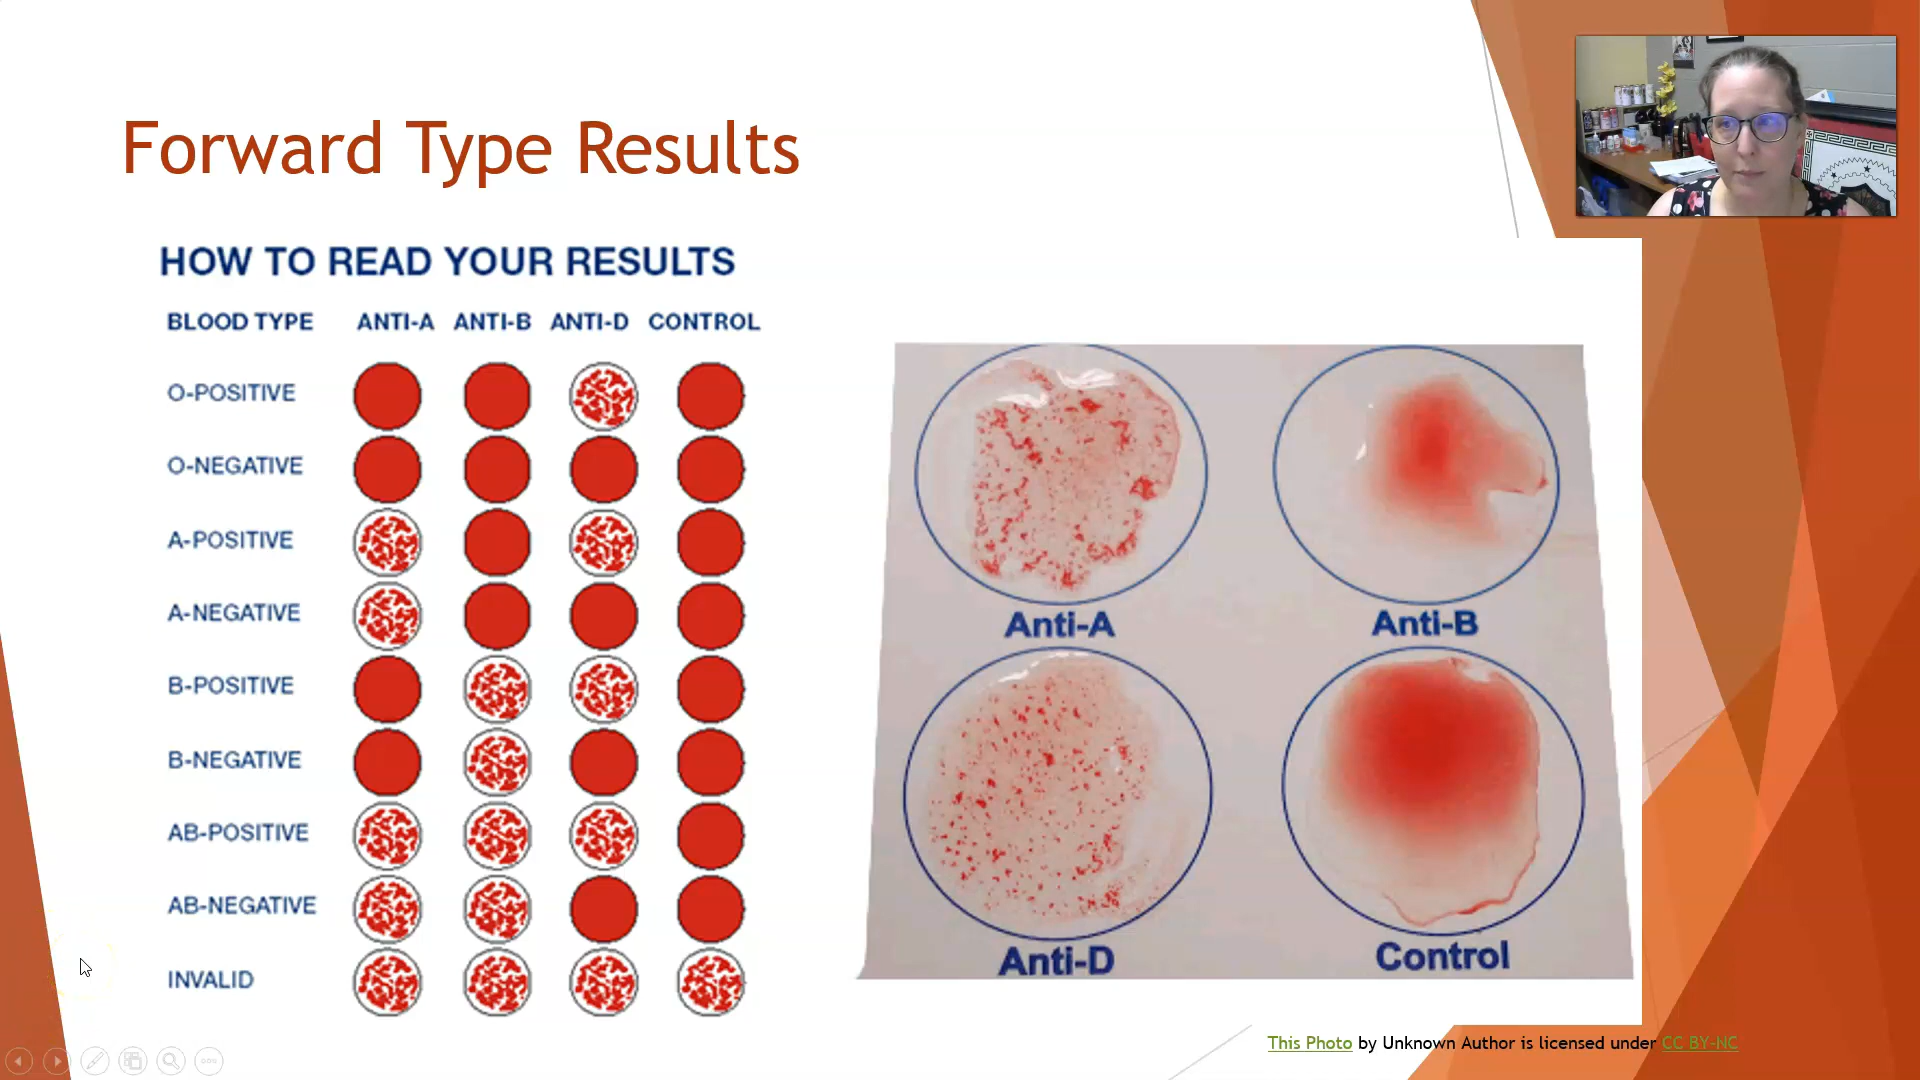 Forward Type Results
HOW TO READ YOUR RESULTS
BLOOD TYPE ANTI-A ANTI-B ANTI-D CONTROL
O-POSITIVE
O-NEGATIVE
A-POSITIVE
A-NEGATIVE
B-POSITIVE
B-NEGATIVE
AB-POSITIVE
AB-NEGATIVE
INVALID
Anti-A Anti-B
Anti-D Control
This Photo by Unknown Author is licensed under CC BY-NC